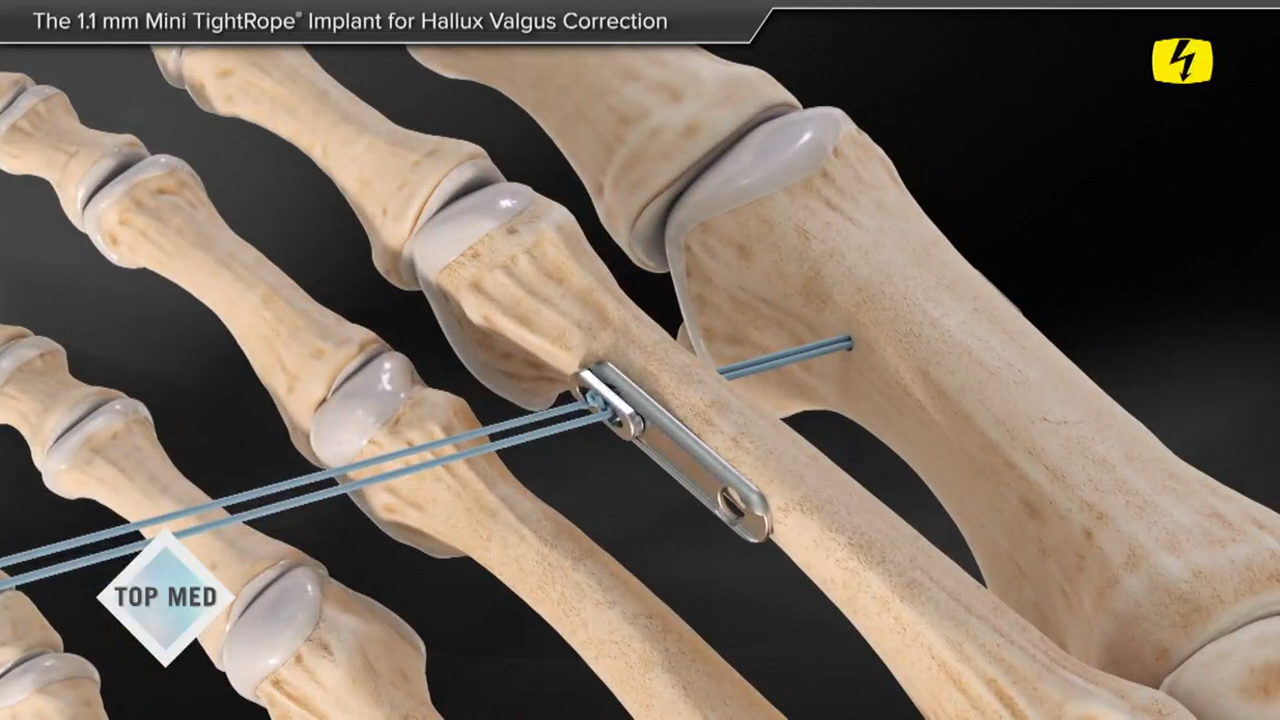 The 1.1 mm Mini TightRope® Implant for Hallux Valgus Correction
TOP MED